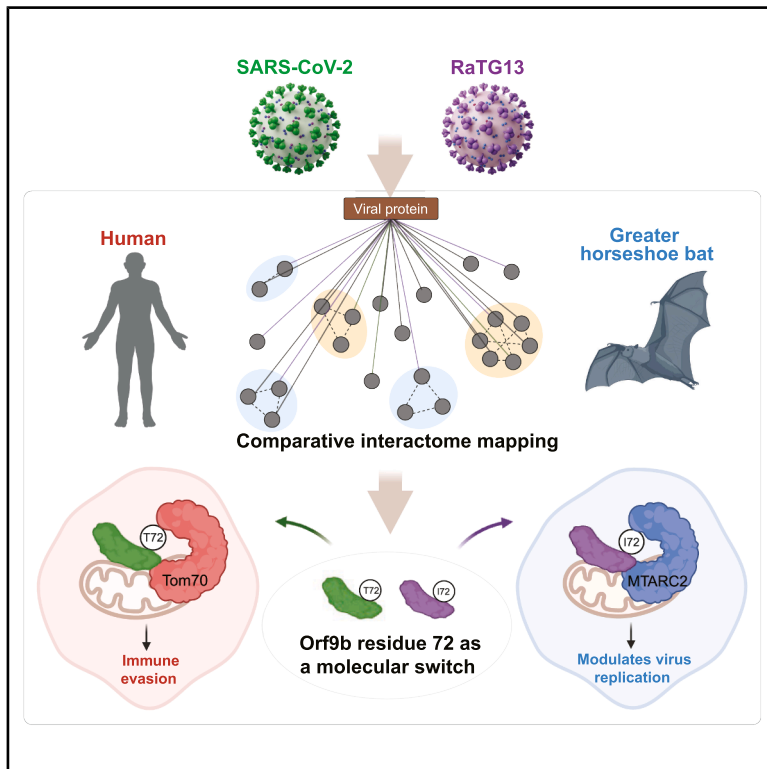 SARS-CoV-2
RaTG13
Viral protein
Human
Greater
horseshoe bat
Comparative interactome mapping
T72
Tom70
Immune
evasion
T72
I72
Orf9b residue 72 as
a molecular switch
I72
MTARC2
Modulates virus
replication